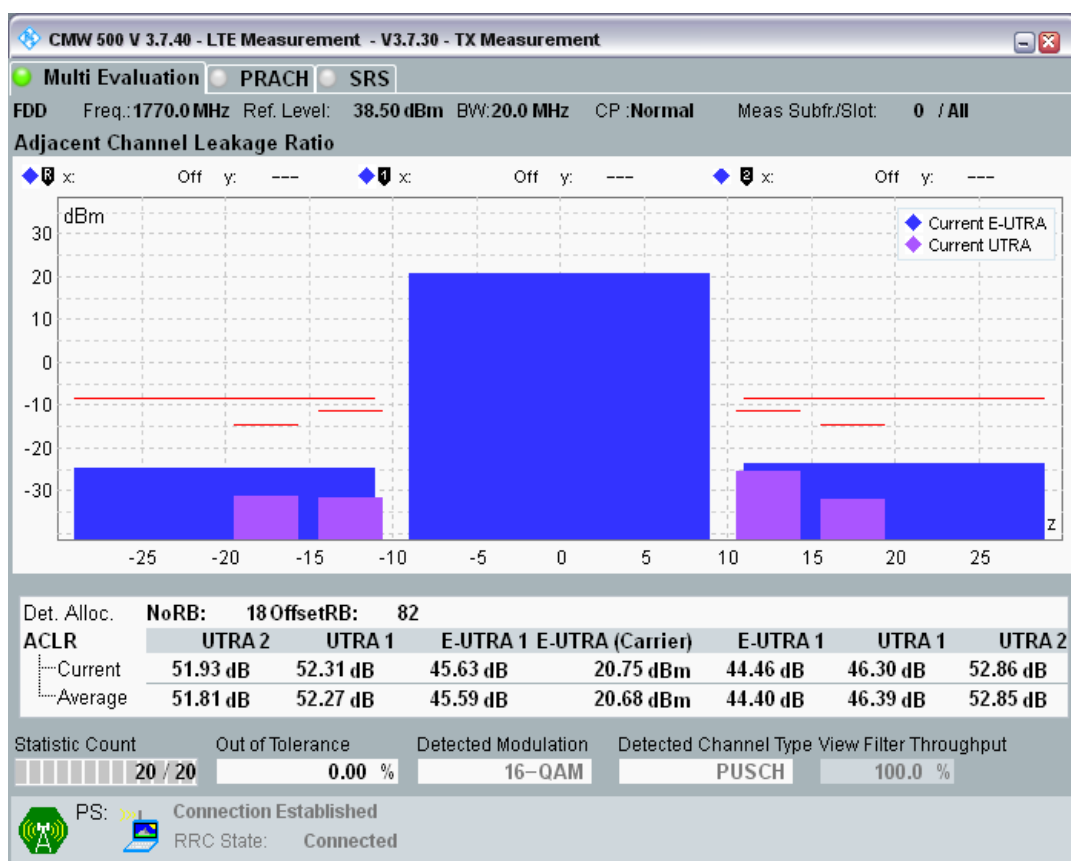 CMW 500 V 3.7.40 - LTE Measurement - V3.7.30 - TX Measurement
Multi Evaluation PRACH SRS
FDD Freq.: 1770.0 MHz Ref. Level: 38.50 dBm BW: 20.0 MHz CP : Normal Meas Subfr./Slot: 0 / All
Adjacent Channel Leakage Ratio
R x: Off y: --- 1 x: Off y: --- 2 x: Off y: ---
dBm
Current E-UTRA
Current UTRA
30
20
10
0
-10
-20
-30
z
-25 -20 -15 -10 -5 0 5 10 15 20 25
Det. Alloc. NoRB: 18 OffsetRB: 82
ACLR UTRA 2 UTRA 1 E-UTRA 1 E-UTRA (Carrier) E-UTRA 1 UTRA 1 UTRA 2
Current 51.93 dB 52.31 dB 45.63 dB 20.75 dBm 44.46 dB 46.30 dB 52.86 dB
Average 51.81 dB 52.27 dB 45.59 dB 20.68 dBm 44.40 dB 46.39 dB 52.85 dB
Statistic Count Out of Tolerance Detected Modulation Detected Channel Type View Filter Throughput
20 / 20 0.00 % 16-QAM PUSCH 100.0 %
PS: Connection Established
RRC State: Connected